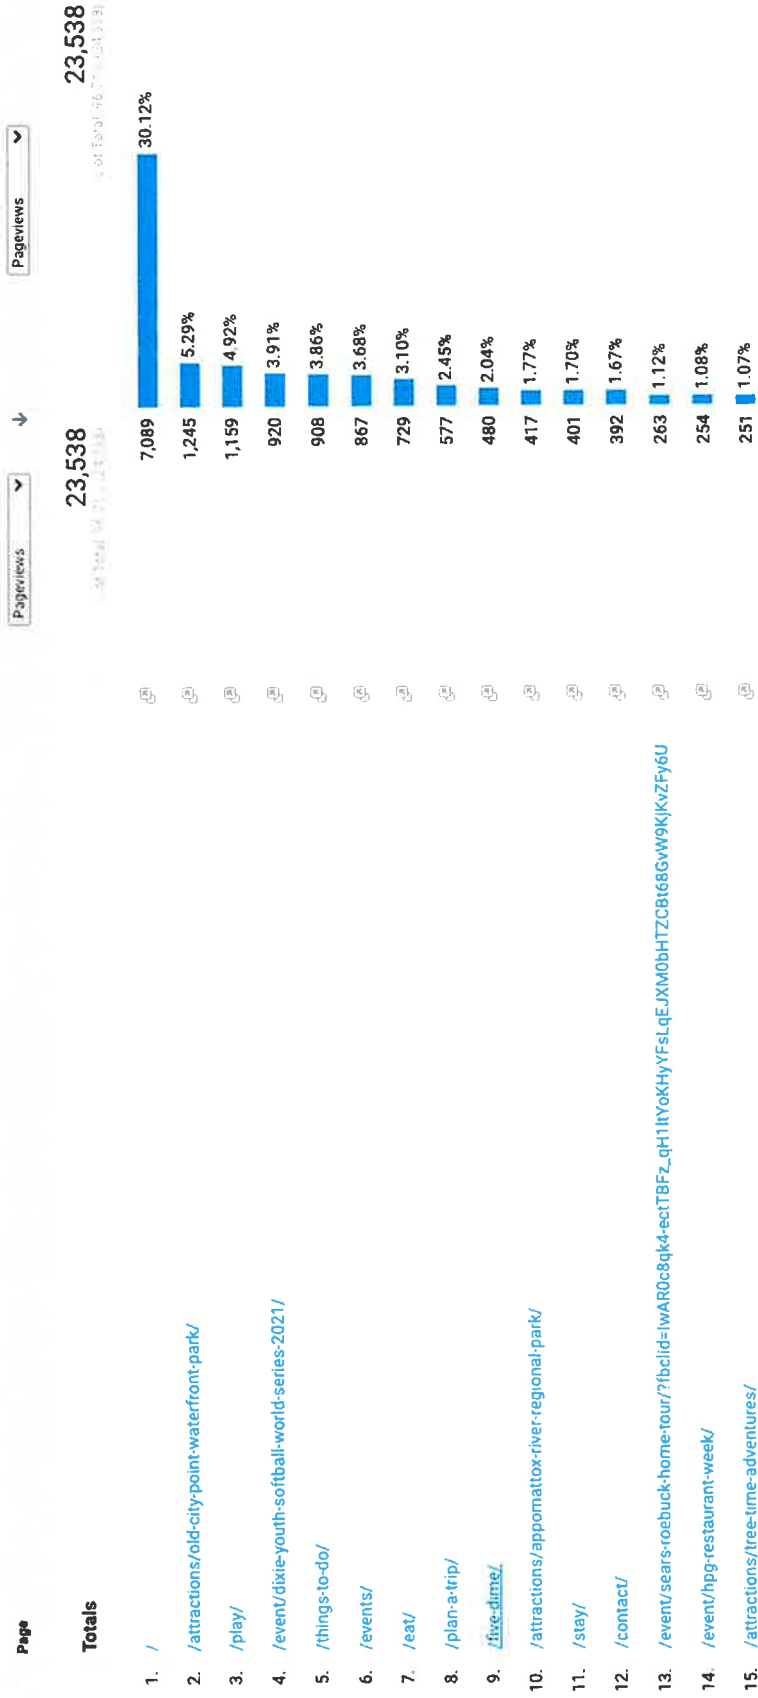 Page Pageviews Pageviews
Totals 23,538 23,538
1. / 7,089 30.12%
2. /attractions/old-city-point-waterfront-park/ 1,245 5.29%
3. /play/ 1,159 4.92%
4. /event/dixie-youth-softball-world-series-2021/ 920 3.91%
5. /things-to-do/ 908 3.86%
6. /events/ 867 3.68%
7. /eat/ 729 3.10%
8. /plan-a-trip/ 577 2.45%
9. /five-dime/ 480 2.04%
10. /attractions/appomattox-river-regional-park/ 417 1.77%
11. /stay/ 401 1.70%
12. /contact/ 392 1.67%
13. /event/sears-roebuck-home-tour/?fbclid=IwAR0c8qk4-ectTBFz_qH1ltYoKHyYFsLqEJXM0bHTZCBt68GvW9KjKvZFy6U 263 1.12%
14. /event/hpg-restaurant-week/ 254 1.08%
15. /attractions/tree-time-adventures/ 251 1.07%